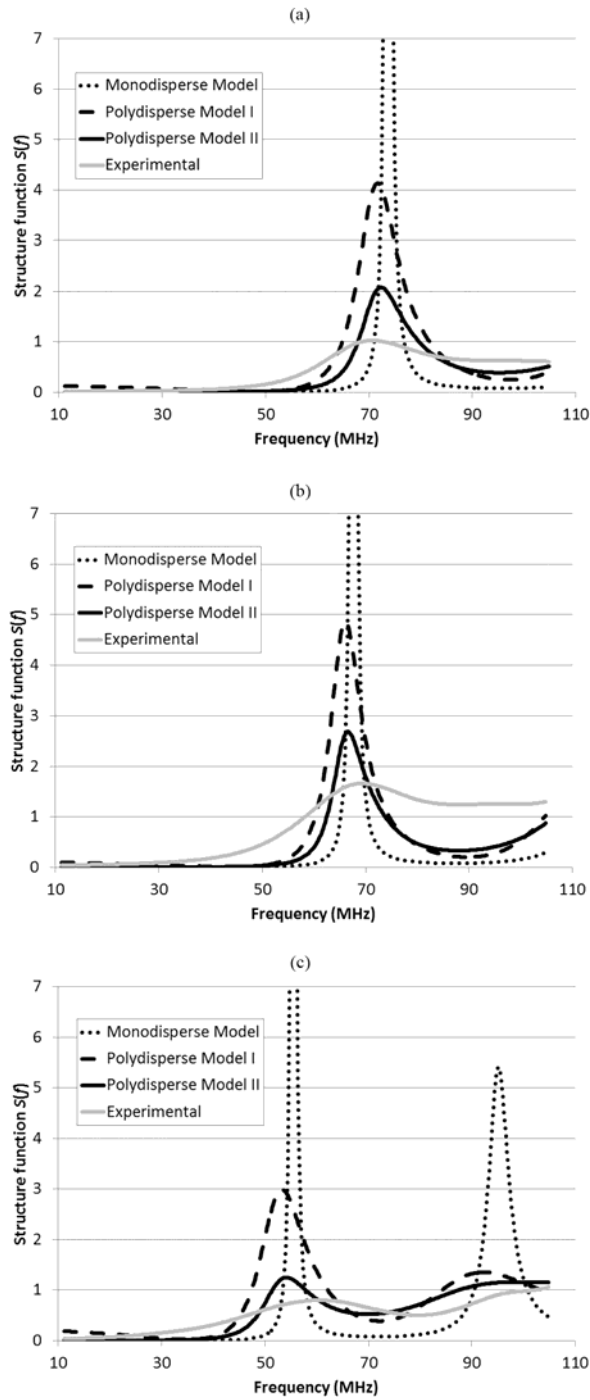 (a)
Structure function S(f)
7
6
5
4
3
2
1
0
Monodisperse Model
Polydisperse Model I
Polydisperse Model II
Experimental
10 30 50 70 90 110
Frequency (MHz)
(b)
Structure function S(f)
7
6
5
4
3
2
1
0
Monodisperse Model
Polydisperse Model I
Polydisperse Model II
Experimental
10 30 50 70 90 110
Frequency (MHz)
(c)
Structure function S(f)
7
6
5
4
3
2
1
0
Monodisperse Model
Polydisperse Model I
Polydisperse Model II
Experimental
10 30 50 70 90 110
Frequency (MHz)